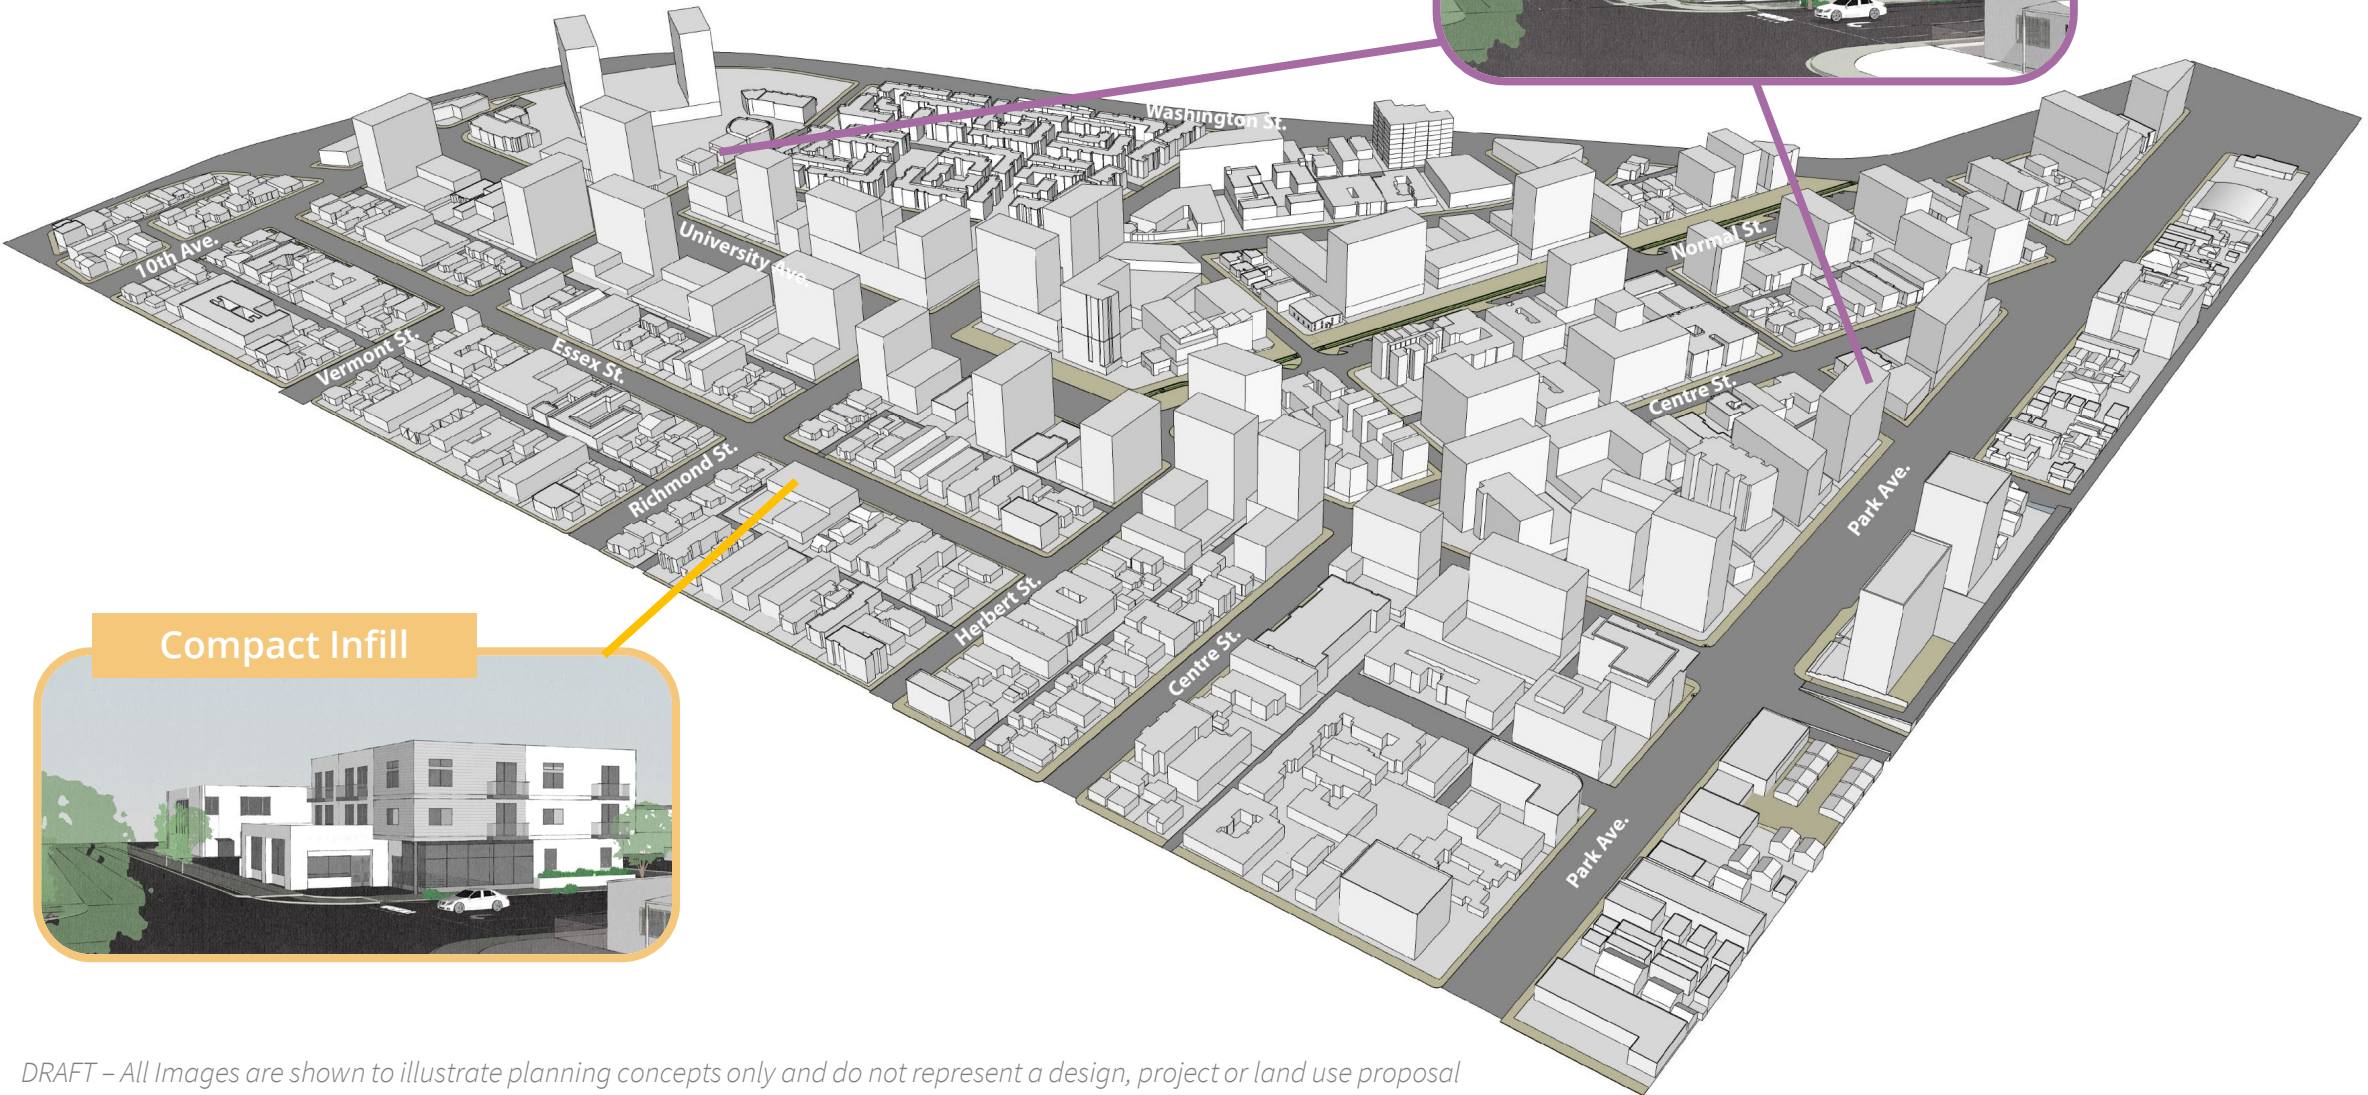 Washington St.
10th Ave.
University Ave.
Normal St.
Vermont St.
Essex St.
Centre St.
Richmond St.
Park Ave.
Herbert St.
Centre St.
Compact Infill
Park Ave.
DRAFT – All Images are shown to illustrate planning concepts only and do not represent a design, project or land use proposal